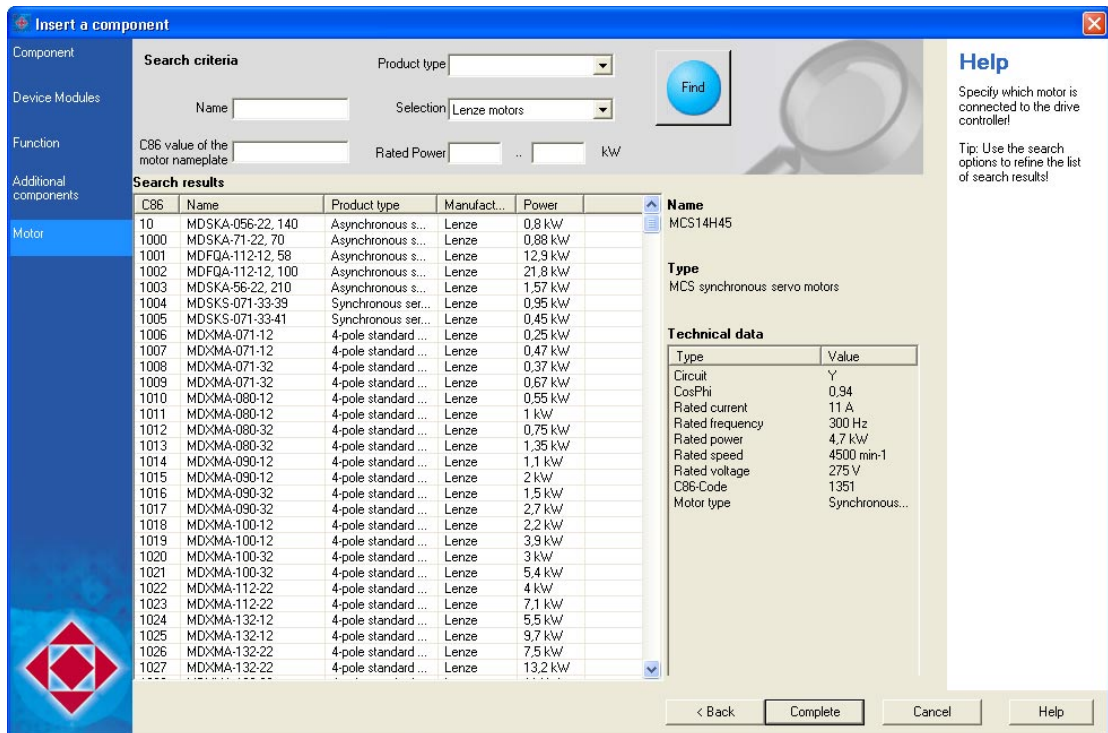 Insert a component
Component
Device Modules
Function
Additional
components
Motor
Search criteria
Product type
Name
Selection Lenze motors
C86 value of the
motor nameplate
Rated Power .. kW
Find
Search results
C86 Name Product type Manufact... Power
10 MDSKA-056-22, 140 Asynchronous s... Lenze 0,8 kW
1000 MDSKA-71-22, 70 Asynchronous s... Lenze 0,88 kW
1001 MDFQA-112-12, 58 Asynchronous s... Lenze 12,9 kW
1002 MDFQA-112-12, 100 Asynchronous s... Lenze 21,8 kW
1003 MDSKA-56-22, 210 Asynchronous s... Lenze 1,57 kW
1004 MDSKS-071-33-39 Synchronous ser... Lenze 0,95 kW
1005 MDSKS-071-33-41 Synchronous ser... Lenze 0,45 kW
1006 MDXMA-071-12 4-pole standard ... Lenze 0,25 kW
1007 MDXMA-071-12 4-pole standard ... Lenze 0,47 kW
1008 MDXMA-071-32 4-pole standard ... Lenze 0,37 kW
1009 MDXMA-071-32 4-pole standard ... Lenze 0,67 kW
1010 MDXMA-080-12 4-pole standard ... Lenze 0,55 kW
1011 MDXMA-080-12 4-pole standard ... Lenze 1 kW
1012 MDXMA-080-32 4-pole standard ... Lenze 0,75 kW
1013 MDXMA-080-32 4-pole standard ... Lenze 1,35 kW
1014 MDXMA-090-12 4-pole standard ... Lenze 1,1 kW
1015 MDXMA-090-12 4-pole standard ... Lenze 2 kW
1016 MDXMA-090-32 4-pole standard ... Lenze 1,5 kW
1017 MDXMA-090-32 4-pole standard ... Lenze 2,7 kW
1018 MDXMA-100-12 4-pole standard ... Lenze 2,2 kW
1019 MDXMA-100-12 4-pole standard ... Lenze 3,9 kW
1020 MDXMA-100-32 4-pole standard ... Lenze 3 kW
1021 MDXMA-100-32 4-pole standard ... Lenze 5,4 kW
1022 MDXMA-112-22 4-pole standard ... Lenze 4 kW
1023 MDXMA-112-22 4-pole standard ... Lenze 7,1 kW
1024 MDXMA-132-12 4-pole standard ... Lenze 5,5 kW
1025 MDXMA-132-12 4-pole standard ... Lenze 9,7 kW
1026 MDXMA-132-22 4-pole standard ... Lenze 7,5 kW
1027 MDXMA-132-22 4-pole standard ... Lenze 13,2 kW
Name
MCS14H45
Type
MCS synchronous servo motors
Technical data
Type Value
Circuit Y
CosPhi 0,94
Rated current 11 A
Rated frequency 300 Hz
Rated power 4,7 kW
Rated speed 4500 min-1
Rated voltage 275 V
C86-Code 1351
Motor type Synchronous...
Help
Specify which motor is
connected to the drive
controller!
Tip: Use the search
options to refine the list
of search results!
< Back
Complete
Cancel
Help